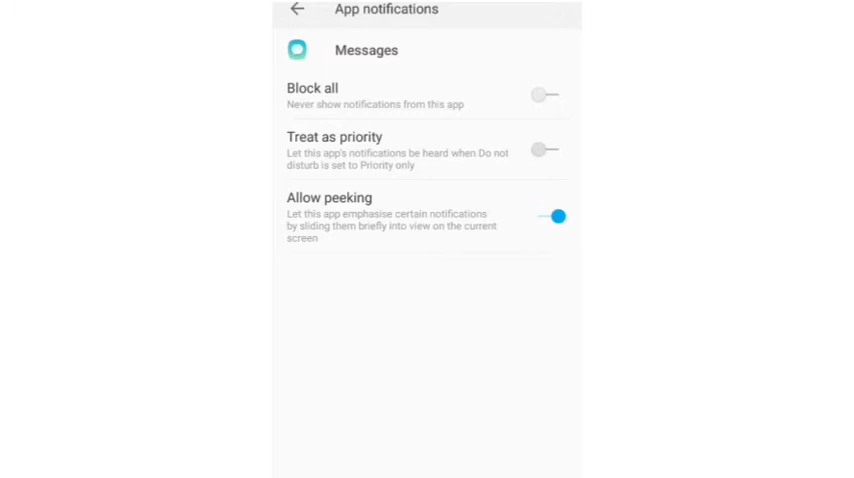 App notifications
Messages
Block all
Never show notifications from this app
Treat as priority
Let this app's notifications be heard when Do not
disturb is set to Priority only
Allow peeking
Let this app emphasise certain notifications
by sliding them briefly into view on the current
screen